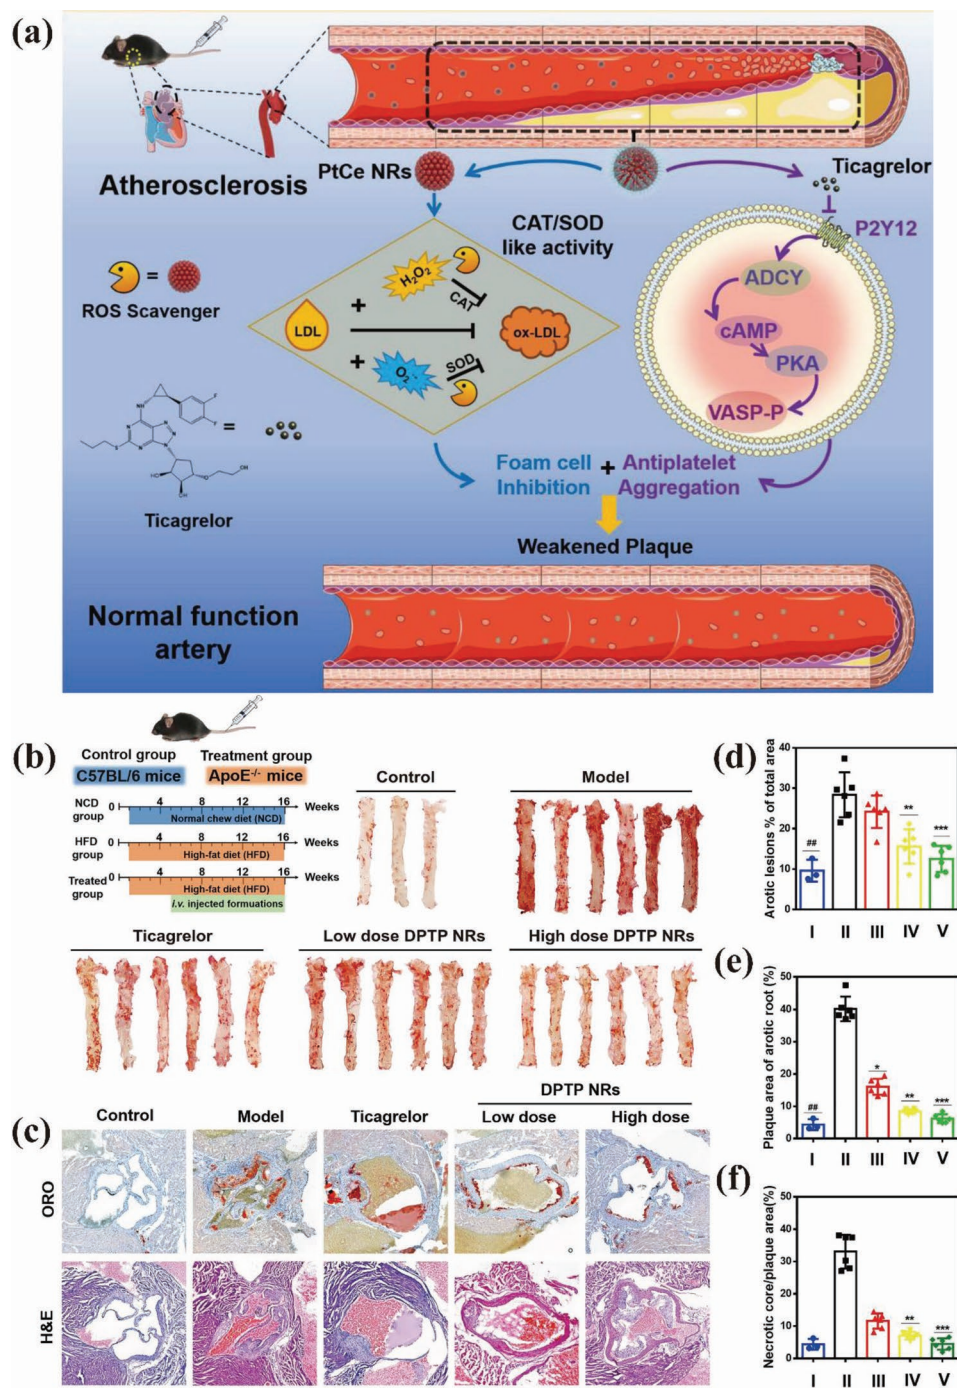 (a)
PtCe NRs
Ticagrelor
Atherosclerosis
CAT/SOD
like activity
P2Y12
H2O2
CAT
ADCY
ROS Scavenger
LDL
ox-LDL
cAMP
O2·-
SOD
PKA
VASP-P
NH
N
F
S
HO
OH
O
Foam cell + Antiplatelet
Inhibition Aggregation
Ticagrelor
Weakened Plaque
Normal function
artery
(b)
Control group Treatment group
C57BL/6 mice ApoE-/- mice
NCD
group
0 4 8 12 16 Weeks
Normal chew diet (NCD)
HFD
group
0 4 8 12 16 Weeks
High-fat diet (HFD)
Treated
group
0 4 8 12 16 Weeks
High-fat diet (HFD)
i.v. injected formuations
Control Model
Ticagrelor Low dose DPTP NRs High dose DPTP NRs
(c)
DPTP NRs
Control Model Ticagrelor Low dose High dose
ORO
H&E
(d)
Arotic lesions % of total area
40
30
20
10
0
## ** ***
I II III IV V
(e)
Plaque area of arotic root (%)
50
40
30
20
10
0
## * ** ***
I II III IV V
(f)
Necrotic core/plaque area(%)
50
40
30
20
10
0
** ***
I II III IV V